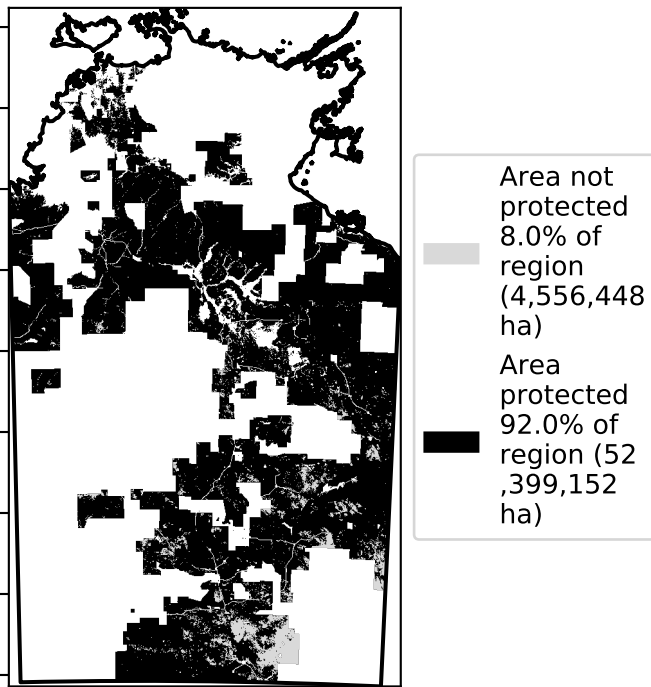 Area not
protected
8.0% of
region
(4,556,448
ha)
Area
protected
92.0% of
region (52
,399,152
ha)